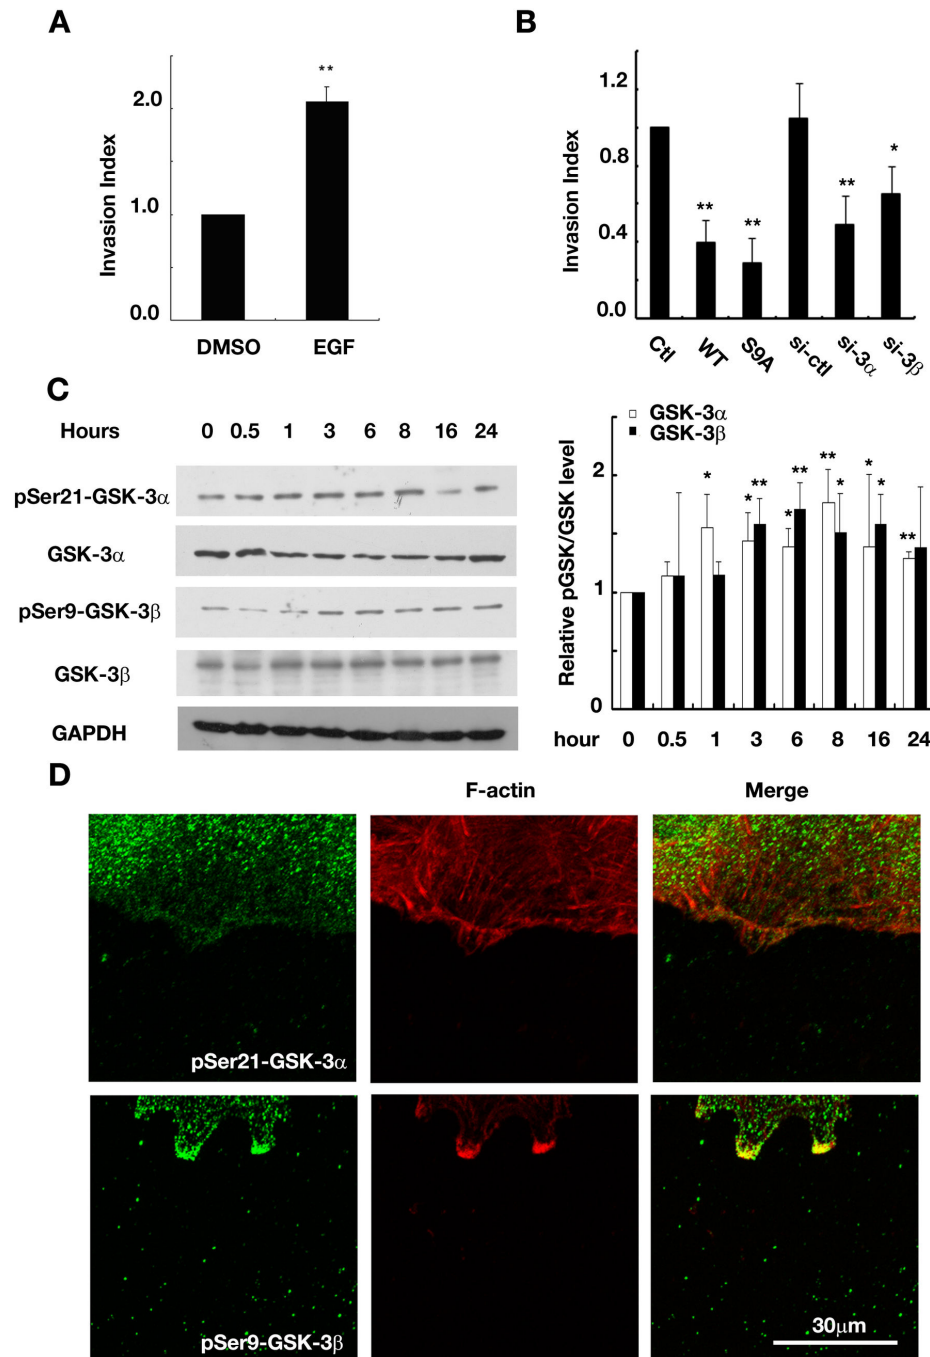 A
Invasion Index
2.0
1.0
0.0
**
DMSO EGF
B
Invasion Index
1.2
0.8
0.4
0.0
** ** ** *
Ctl WT S9A si-ctl si-3α si-3β
C
Hours 0 0.5 1 3 6 8 16 24
pSer21-GSK-3α
GSK-3α
pSer9-GSK-3β
GSK-3β
GAPDH
GSK-3α
GSK-3β
Relative pGSK/GSK level
2
1
0
* * ** * ** ** * * * **
hour 0 0.5 1 3 6 8 16 24
D
F-actin Merge
pSer21-GSK-3α
pSer9-GSK-3β
30μm